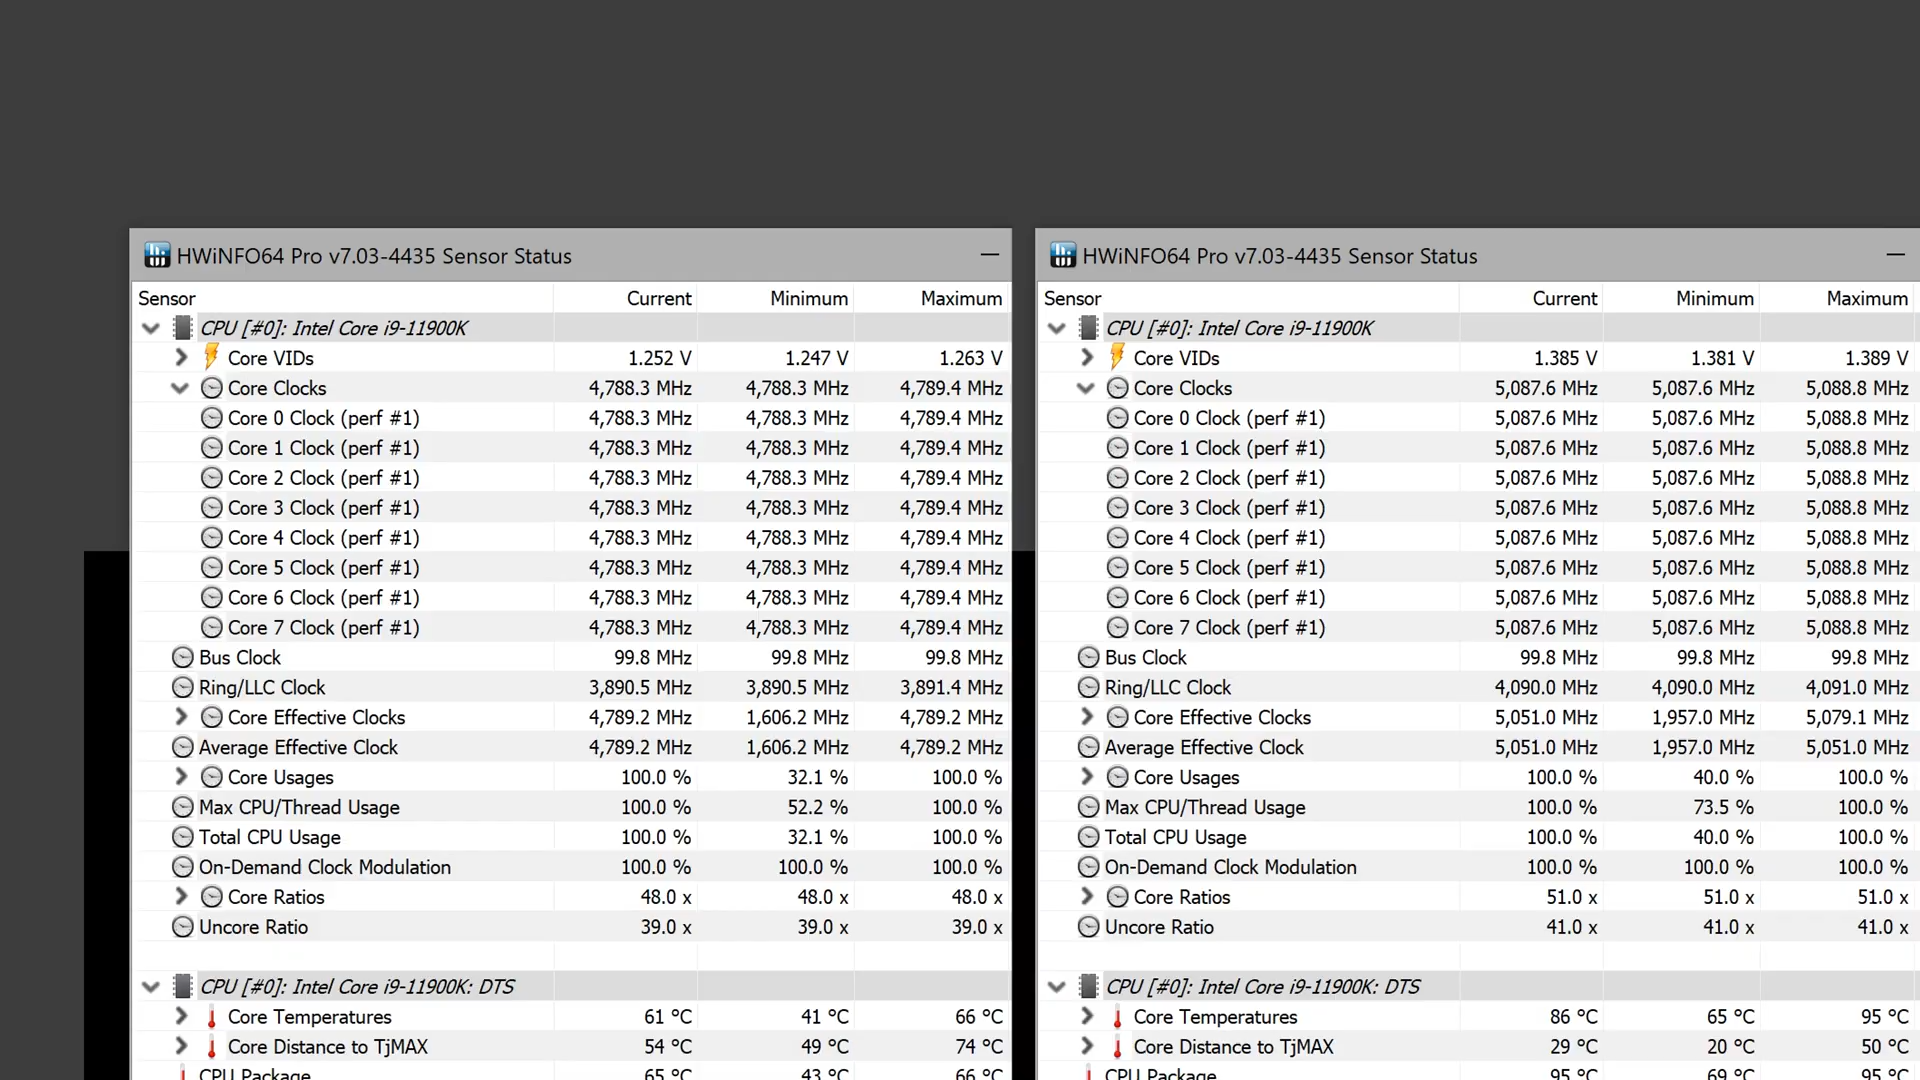 HWiNFO64 Pro v7.03-4435 Sensor Status
Sensor Current Minimum Maximum
CPU [#0]: Intel Core i9-11900K
Core VIDs 1.252 V 1.247 V 1.263 V
Core Clocks 4,788.3 MHz 4,788.3 MHz 4,789.4 MHz
Core 0 Clock (perf #1) 4,788.3 MHz 4,788.3 MHz 4,789.4 MHz
Core 1 Clock (perf #1) 4,788.3 MHz 4,788.3 MHz 4,789.4 MHz
Core 2 Clock (perf #1) 4,788.3 MHz 4,788.3 MHz 4,789.4 MHz
Core 3 Clock (perf #1) 4,788.3 MHz 4,788.3 MHz 4,789.4 MHz
Core 4 Clock (perf #1) 4,788.3 MHz 4,788.3 MHz 4,789.4 MHz
Core 5 Clock (perf #1) 4,788.3 MHz 4,788.3 MHz 4,789.4 MHz
Core 6 Clock (perf #1) 4,788.3 MHz 4,788.3 MHz 4,789.4 MHz
Core 7 Clock (perf #1) 4,788.3 MHz 4,788.3 MHz 4,789.4 MHz
Bus Clock 99.8 MHz 99.8 MHz 99.8 MHz
Ring/LLC Clock 3,890.5 MHz 3,890.5 MHz 3,891.4 MHz
Core Effective Clocks 4,789.2 MHz 1,606.2 MHz 4,789.2 MHz
Average Effective Clock 4,789.2 MHz 1,606.2 MHz 4,789.2 MHz
Core Usages 100.0 % 32.1 % 100.0 %
Max CPU/Thread Usage 100.0 % 52.2 % 100.0 %
Total CPU Usage 100.0 % 32.1 % 100.0 %
On-Demand Clock Modulation 100.0 % 100.0 % 100.0 %
Core Ratios 48.0 x 48.0 x 48.0 x
Uncore Ratio 39.0 x 39.0 x 39.0 x
CPU [#0]: Intel Core i9-11900K: DTS
Core Temperatures 61 °C 41 °C 66 °C
Core Distance to TjMAX 54 °C 49 °C 74 °C
CPU Package 65 °C 43 °C 66 °C
HWiNFO64 Pro v7.03-4435 Sensor Status
Sensor Current Minimum Maximum
CPU [#0]: Intel Core i9-11900K
Core VIDs 1.385 V 1.381 V 1.389 V
Core Clocks 5,087.6 MHz 5,087.6 MHz 5,088.8 MHz
Core 0 Clock (perf #1) 5,087.6 MHz 5,087.6 MHz 5,088.8 MHz
Core 1 Clock (perf #1) 5,087.6 MHz 5,087.6 MHz 5,088.8 MHz
Core 2 Clock (perf #1) 5,087.6 MHz 5,087.6 MHz 5,088.8 MHz
Core 3 Clock (perf #1) 5,087.6 MHz 5,087.6 MHz 5,088.8 MHz
Core 4 Clock (perf #1) 5,087.6 MHz 5,087.6 MHz 5,088.8 MHz
Core 5 Clock (perf #1) 5,087.6 MHz 5,087.6 MHz 5,088.8 MHz
Core 6 Clock (perf #1) 5,087.6 MHz 5,087.6 MHz 5,088.8 MHz
Core 7 Clock (perf #1) 5,087.6 MHz 5,087.6 MHz 5,088.8 MHz
Bus Clock 99.8 MHz 99.8 MHz 99.8 MHz
Ring/LLC Clock 4,090.0 MHz 4,090.0 MHz 4,091.0 MHz
Core Effective Clocks 5,051.0 MHz 1,957.0 MHz 5,079.1 MHz
Average Effective Clock 5,051.0 MHz 1,957.0 MHz 5,051.0 MHz
Core Usages 100.0 % 40.0 % 100.0 %
Max CPU/Thread Usage 100.0 % 73.5 % 100.0 %
Total CPU Usage 100.0 % 40.0 % 100.0 %
On-Demand Clock Modulation 100.0 % 100.0 % 100.0 %
Core Ratios 51.0 x 51.0 x 51.0 x
Uncore Ratio 41.0 x 41.0 x 41.0 x
CPU [#0]: Intel Core i9-11900K: DTS
Core Temperatures 86 °C 65 °C 95 °C
Core Distance to TjMAX 29 °C 20 °C 50 °C
CPU Package 95 °C 69 °C 95 °C